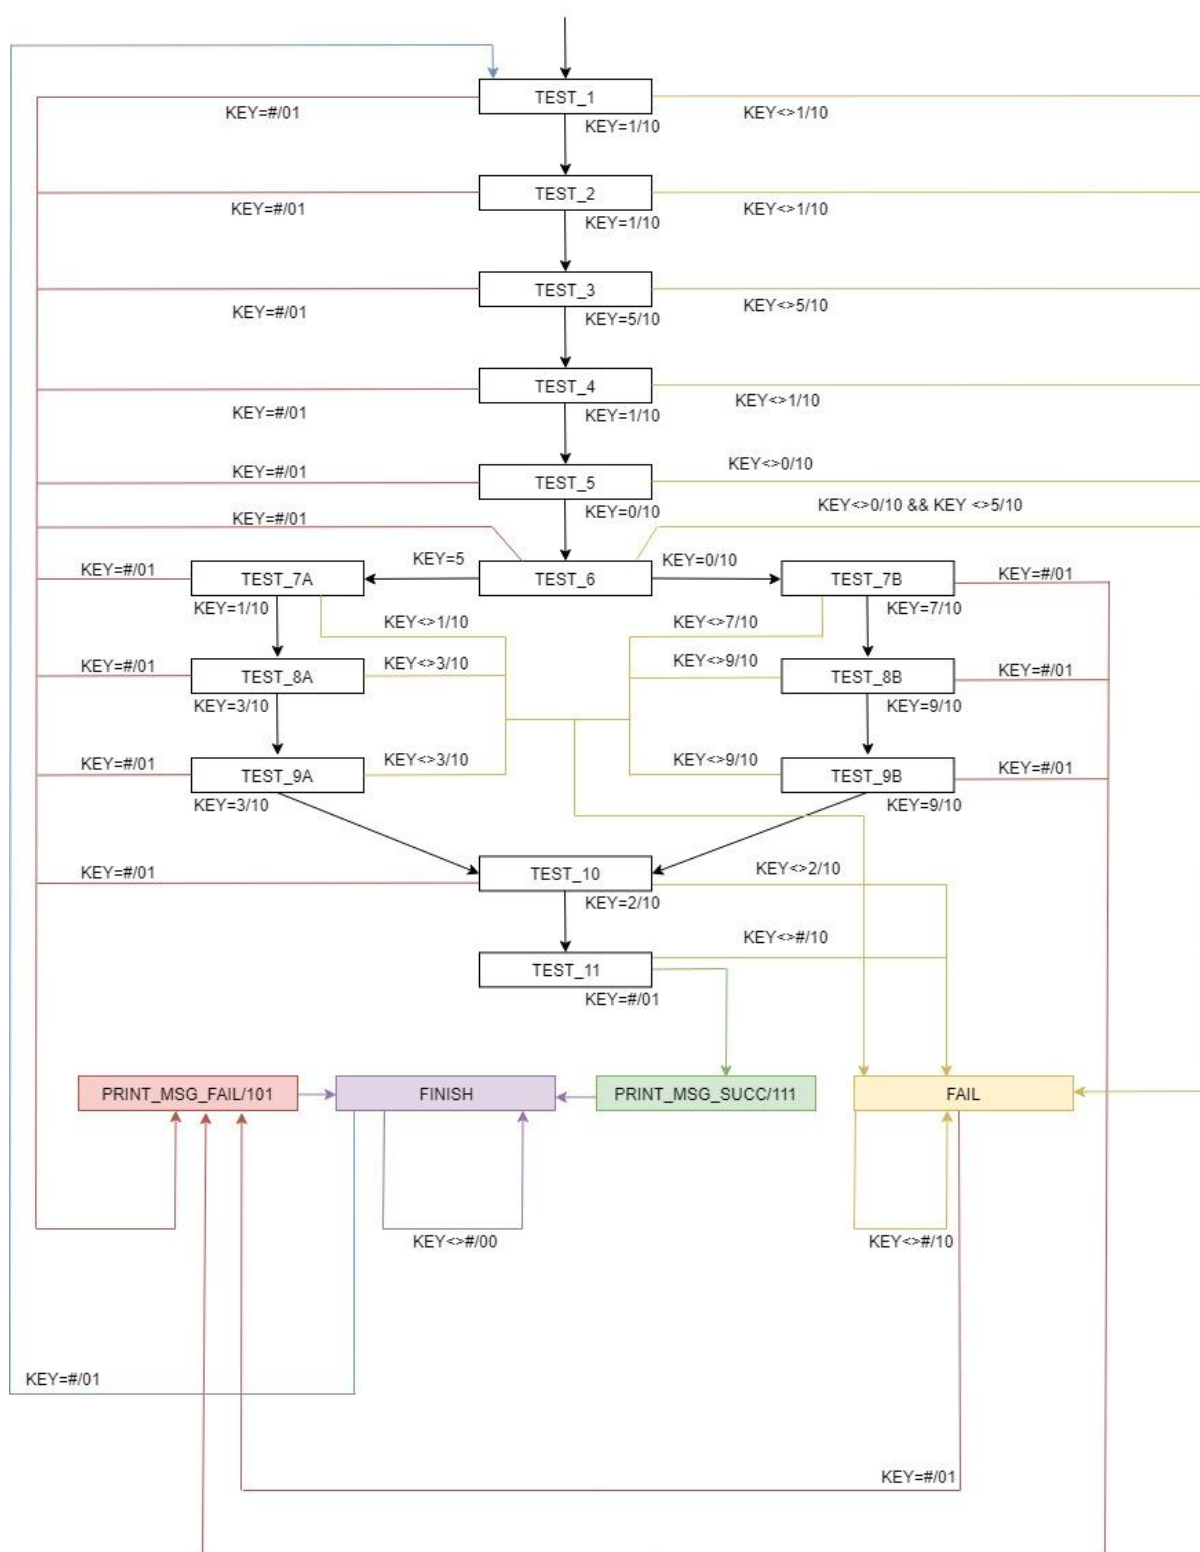 TEST_1
KEY=#/01
KEY<>1/10
KEY=1/10
TEST_2
KEY=#/01
KEY<>1/10
KEY=1/10
TEST_3
KEY=#/01
KEY<>5/10
KEY=5/10
TEST_4
KEY=#/01
KEY<>1/10
KEY=1/10
KEY<>0/10
KEY=#/01
TEST_5
KEY<>0/10 && KEY <>5/10
KEY=0/10
KEY=#/01
KEY=5
KEY=0/10
KEY=#/01
TEST_7A
TEST_6
TEST_7B
KEY=#/01
KEY=1/10
KEY=7/10
KEY<>1/10
KEY<>7/10
KEY=#/01
KEY<>3/10
KEY<>9/10
KEY=#/01
TEST_8A
TEST_8B
KEY=3/10
KEY=9/10
KEY=#/01
KEY<>3/10
KEY<>9/10
KEY=#/01
TEST_9A
TEST_9B
KEY=3/10
KEY=9/10
KEY=#/01
TEST_10
KEY<>2/10
KEY=2/10
KEY<>#/10
TEST_11
KEY=#/01
PRINT_MSG_FAIL/101
FINISH
PRINT_MSG_SUCC/111
FAIL
KEY<>#/00
KEY<>#/10
KEY=#/01
KEY=#/01